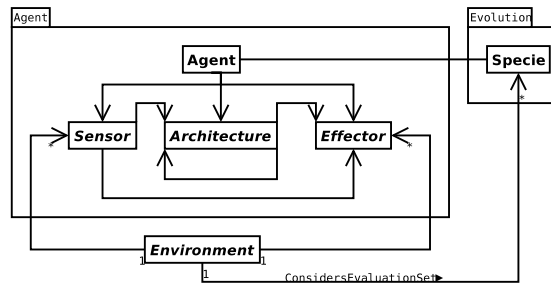 Agent
Evolution
Agent
Specie
*
Sensor
Architecture
Effector
*
*
Environment
1
1
1
ConsidersEvaluationSet▶